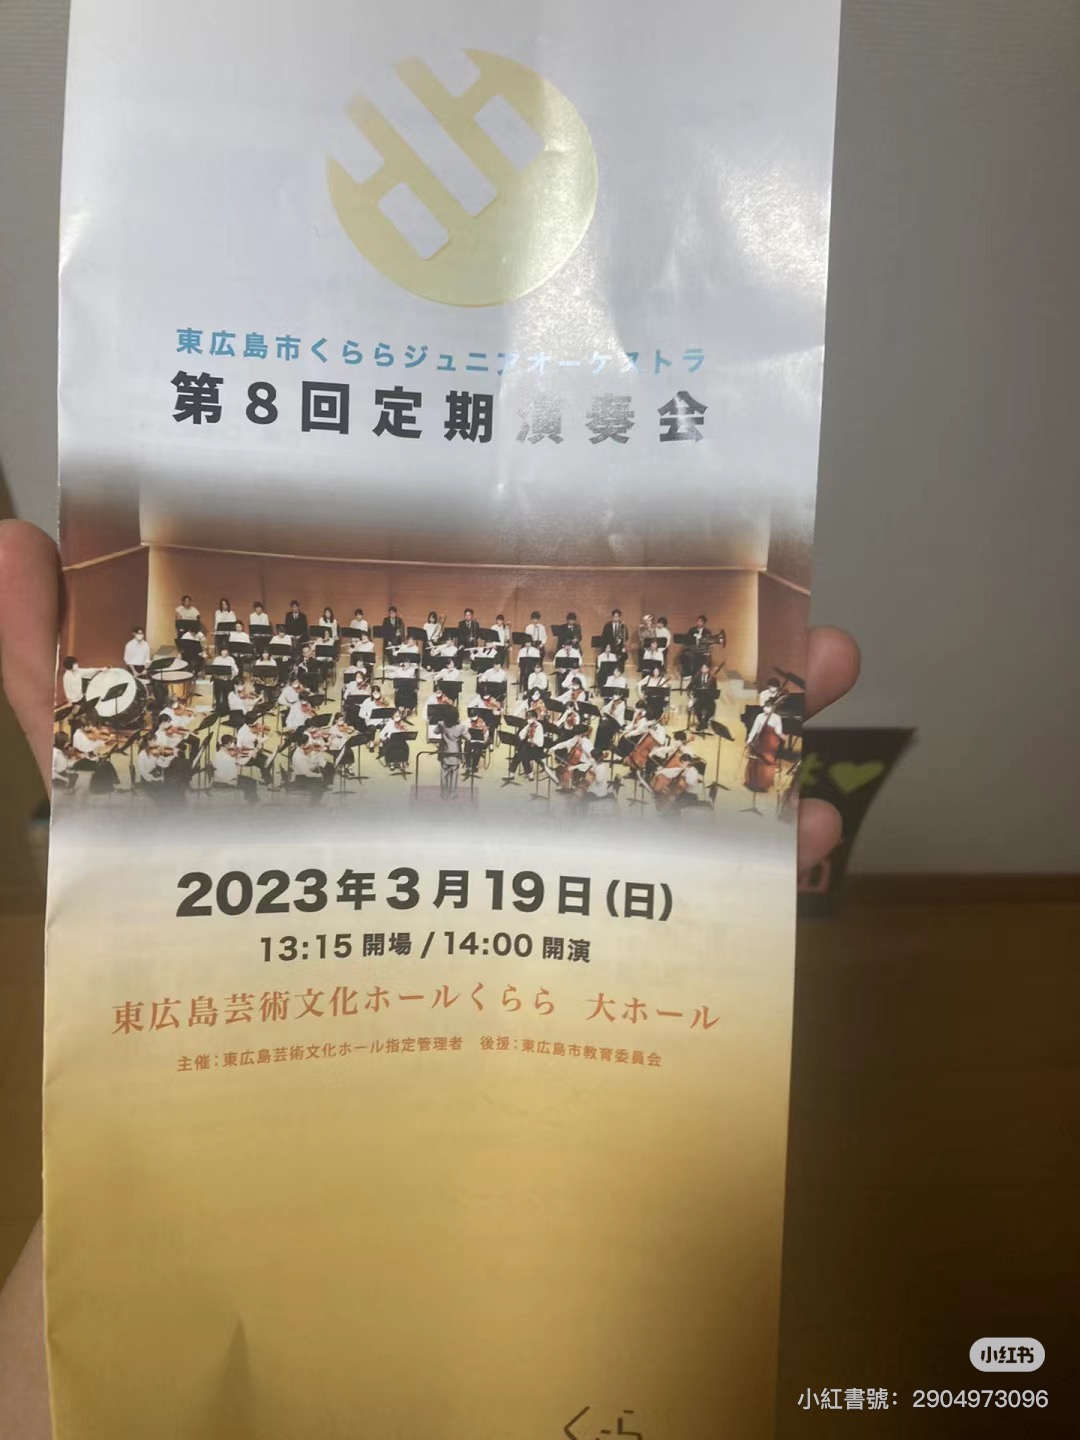 東広島市くららジュニアオーケストラ
第8回定期演奏会
2023年3月19日(日)
13:15 開場 / 14:00 開演
東広島芸術文化ホールくらら 大ホール
主催:東広島芸術文化ホール指定管理者 後援:東広島市教育委員会
小红书
小紅書號: 2904973096